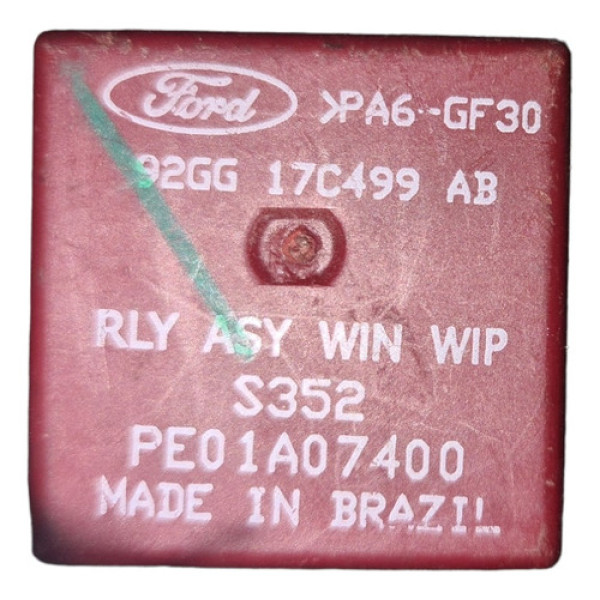 Ford >PA6-GF30
92GG 17C499 AB
RLY ASY WIN WIP
S352
PE01A07400
MADE IN BRAZIL